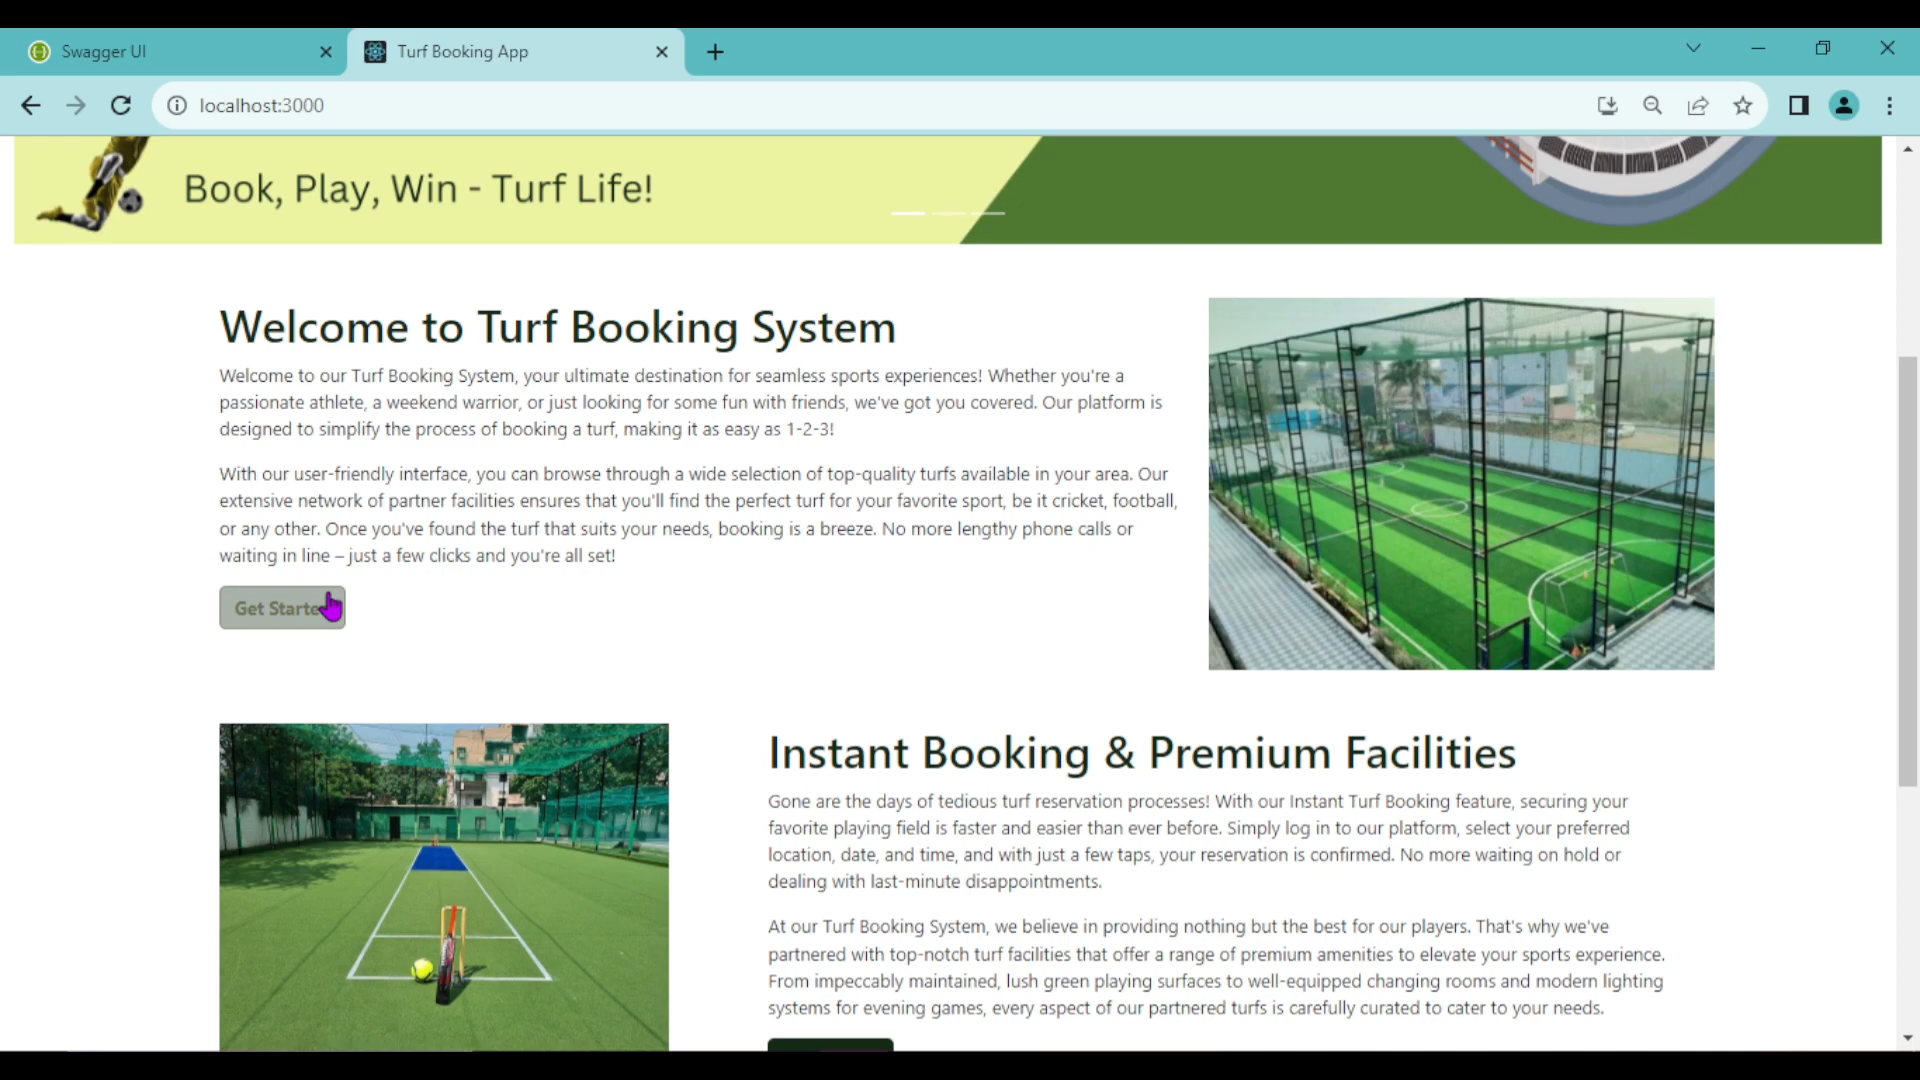 Swagger UI
Turf Booking App
localhost:3000
Book, Play, Win - Turf Life!
Welcome to Turf Booking System
Welcome to our Turf Booking System, your ultimate destination for seamless sports experiences! Whether you're a
passionate athlete, a weekend warrior, or just looking for some fun with friends, we've got you covered. Our platform is
designed to simplify the process of booking a turf, making it as easy as 1-2-3!
With our user-friendly interface, you can browse through a wide selection of top-quality turfs available in your area. Our
extensive network of partner facilities ensures that you'll find the perfect turf for your favorite sport, be it cricket, football,
or any other. Once you've found the turf that suits your needs, booking is a breeze. No more lengthy phone calls or
waiting in line – just a few clicks and you're all set!
Get Starte
Instant Booking & Premium Facilities
Gone are the days of tedious turf reservation processes! With our Instant Turf Booking feature, securing your
favorite playing field is faster and easier than ever before. Simply log in to our platform, select your preferred
location, date, and time, and with just a few taps, your reservation is confirmed. No more waiting on hold or
dealing with last-minute disappointments.
At our Turf Booking System, we believe in providing nothing but the best for our players. That's why we've
partnered with top-notch turf facilities that offer a range of premium amenities to elevate your sports experience.
From impeccably maintained, lush green playing surfaces to well-equipped changing rooms and modern lighting
systems for evening games, every aspect of our partnered turfs is carefully curated to cater to your needs.